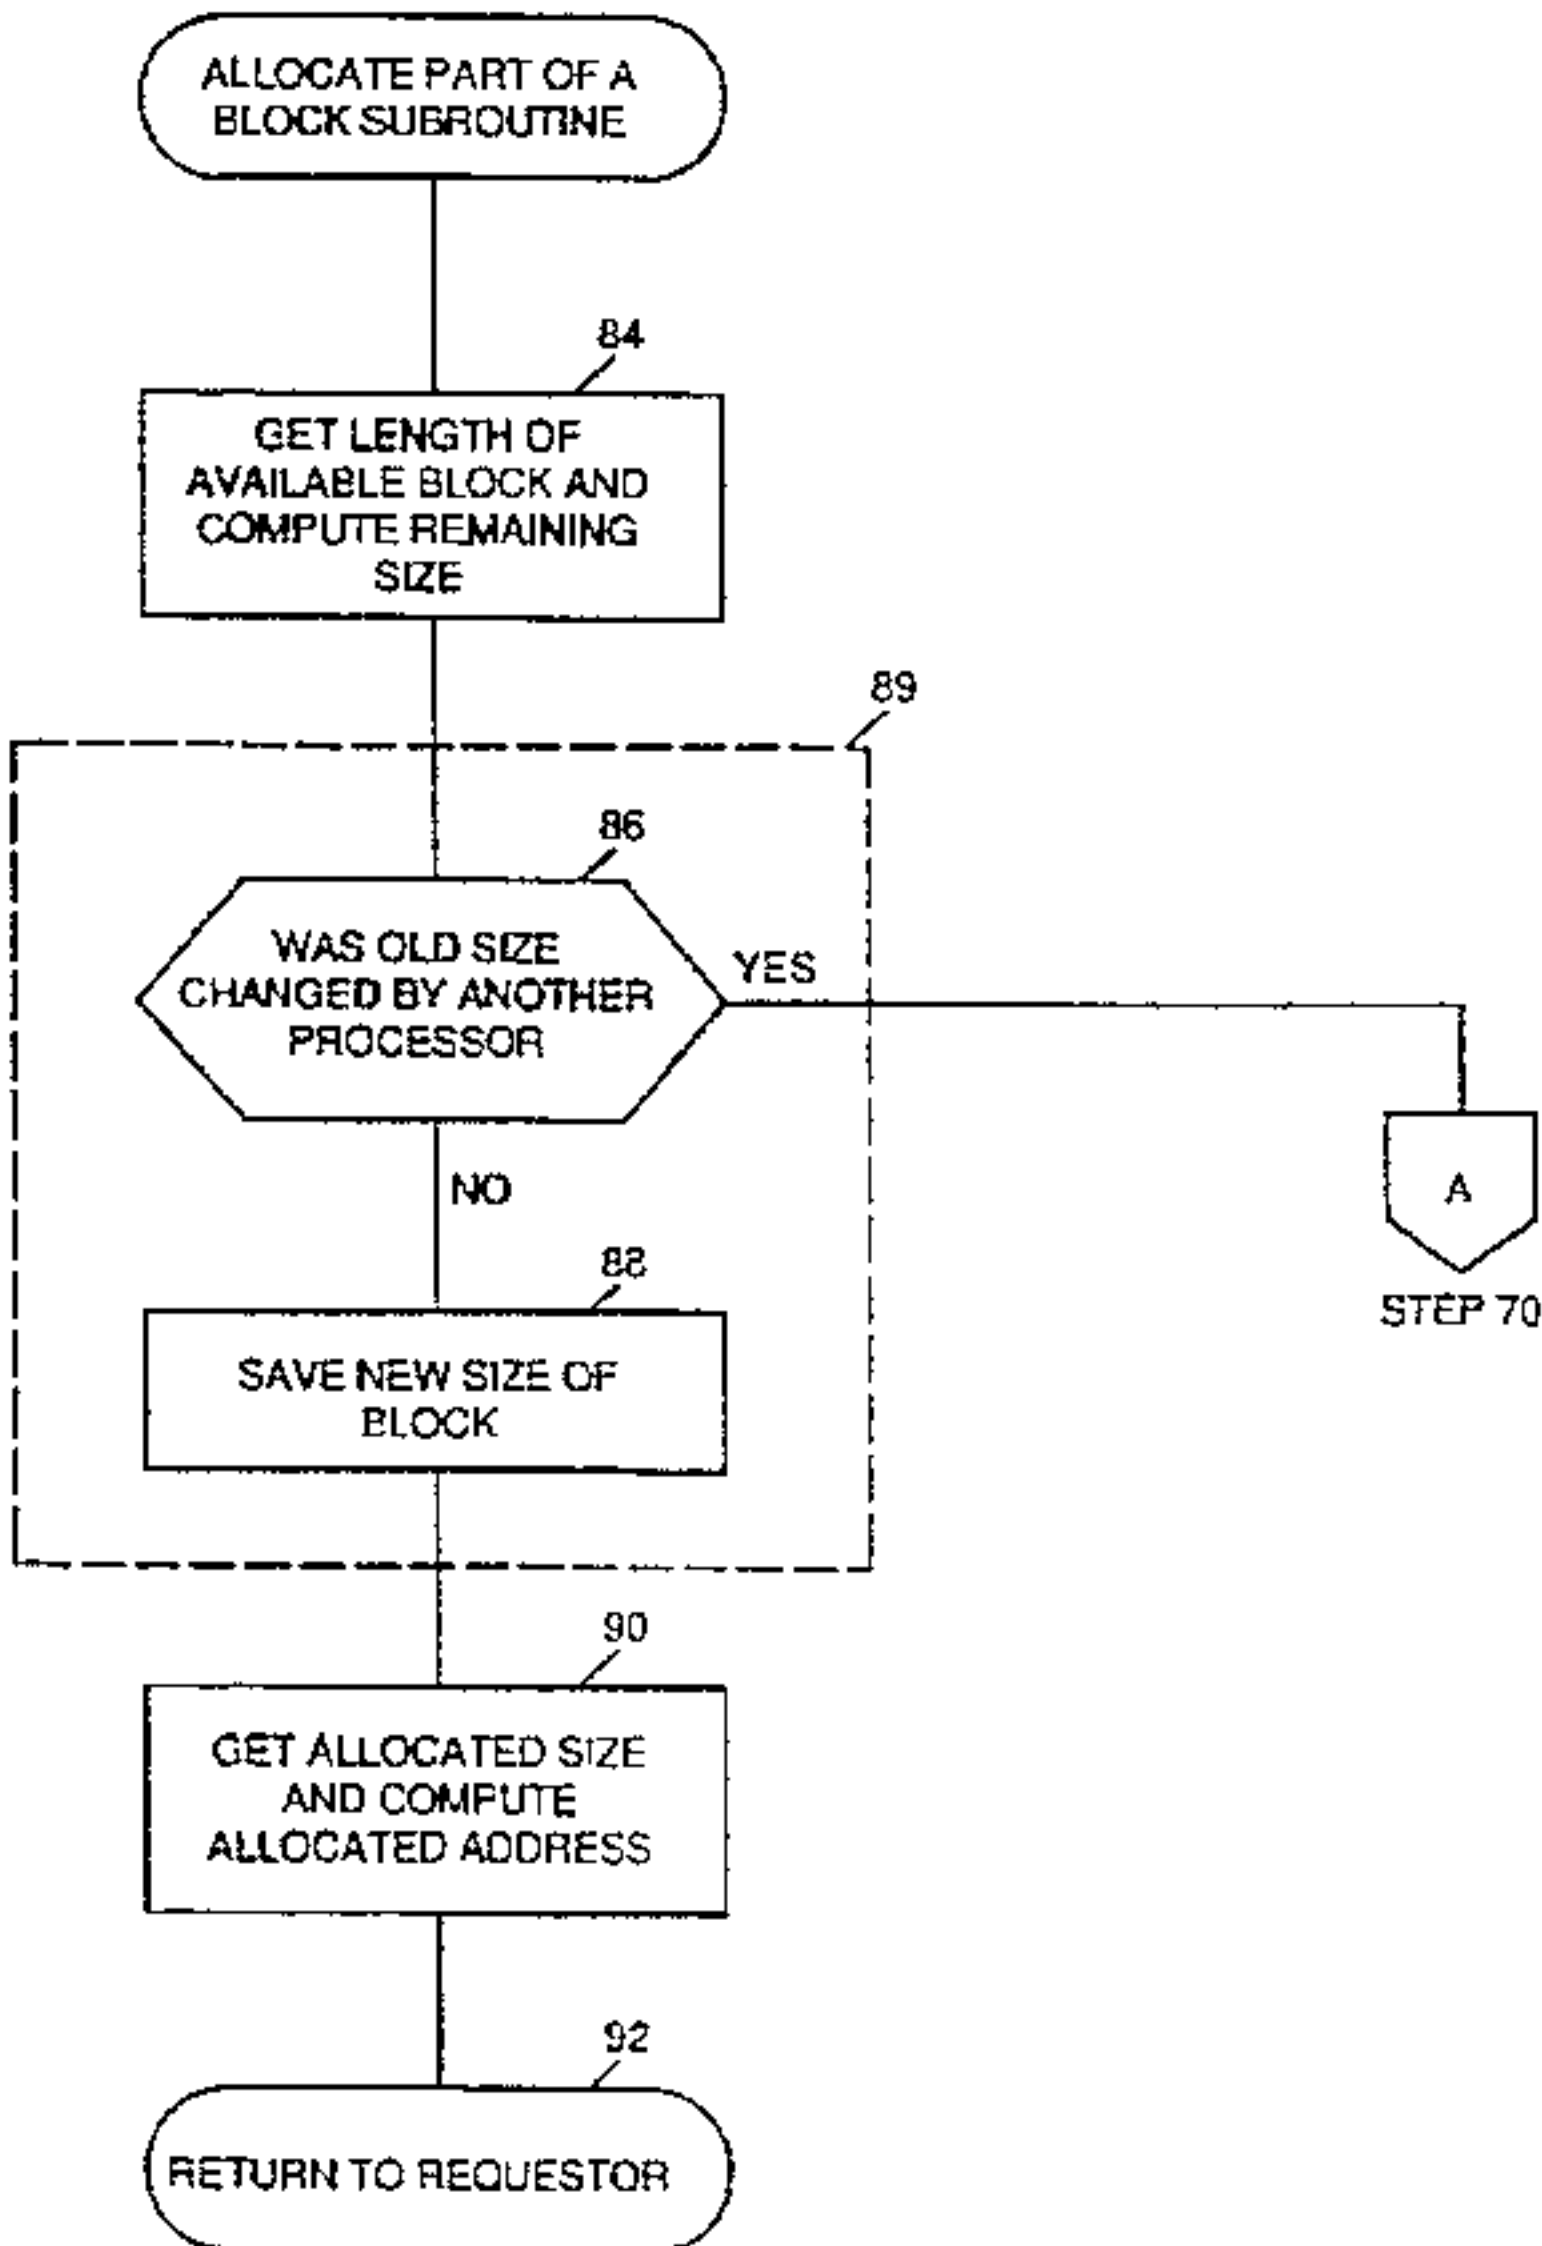 ALLOCATE PART OF A
BLOCK SUBROUTINE
84
GET LENGTH OF
AVAILABLE BLOCK AND
COMPUTE REMAINING
SIZE
89
86
WAS OLD SIZE
CHANGED BY ANOTHER
PROCESSOR
YES
NO
A
STEP 70
88
SAVE NEW SIZE OF
BLOCK
90
GET ALLOCATED SIZE
AND COMPUTE
ALLOCATED ADDRESS
92
RETURN TO REQUESTOR